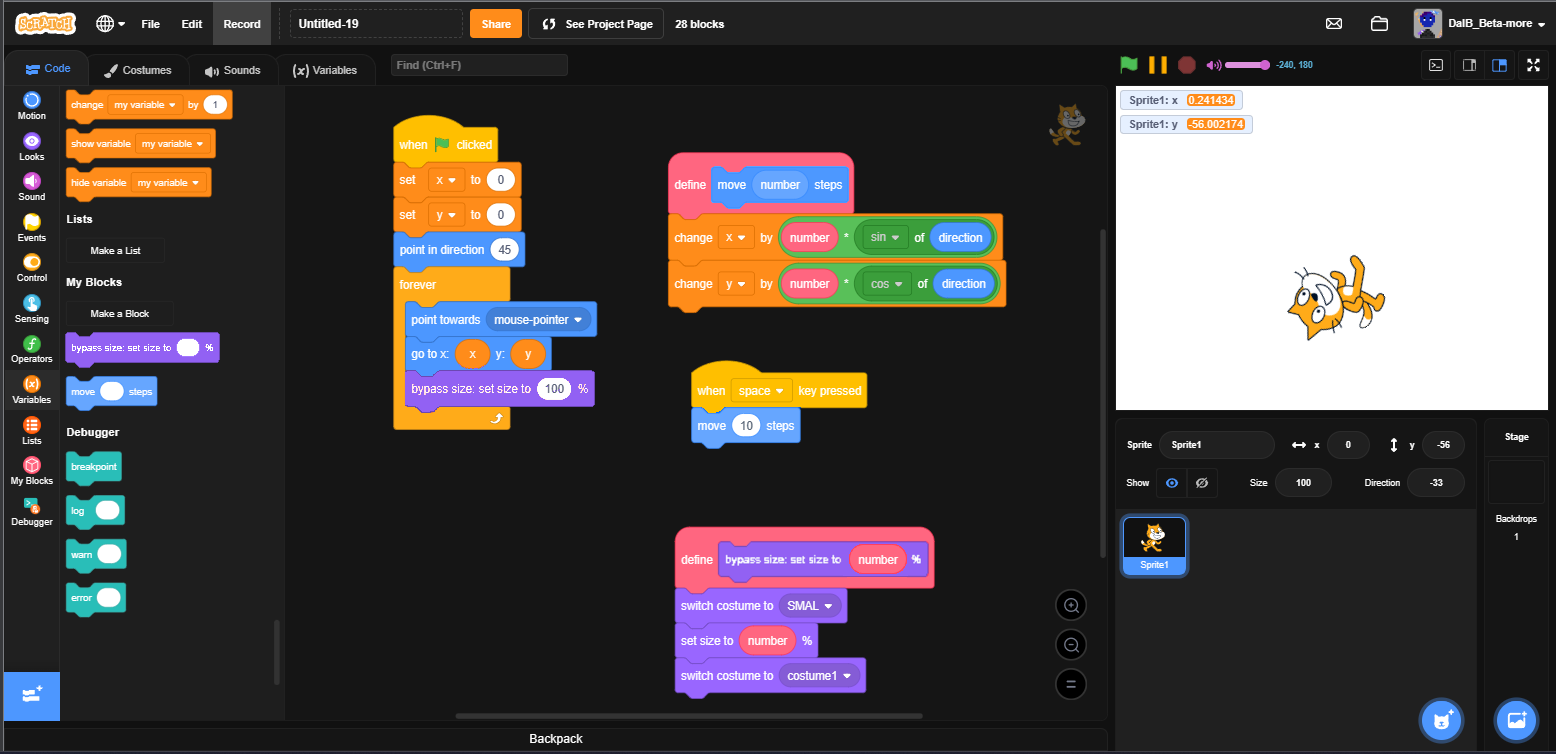 SCRATCH File Edit Record Untitled-19 Share See Project Page 28 blocks DalB_Beta-more
Code Costumes Sounds (x) Variables Find (Ctrl+F) -240, 180
Motion
Looks
Sound
Events
Control
Sensing
Operators
Variables
Lists
My Blocks
Debugger
change my variable by 1
show variable my variable
hide variable my variable
Lists
Make a List
My Blocks
Make a Block
bypass size: set size to %
move steps
Debugger
breakpoint
log
warn
error
when clicked
set x to 0
set y to 0
point in direction 45
forever
point towards mouse-pointer
go to x: x y: y
bypass size: set size to 100 %
define move number steps
change x by number * sin of direction
change y by number * cos of direction
when space key pressed
move 10 steps
define bypass size: set size to number %
switch costume to SMAL
set size to number %
switch costume to costume1
Sprite1: x 0.241434
Sprite1: y -56.002174
Sprite Sprite1 x 0 y -56
Show Size 100 Direction -33
Sprite1
Stage
Backdrops
1
Backpack